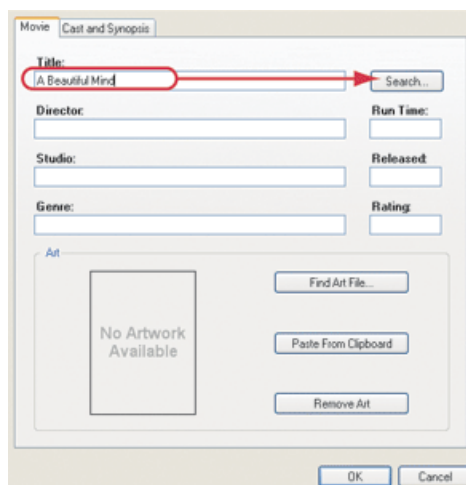 Movie Cast and Synopsis
Title:
A Beautiful Mind Search...
Director: Run Time:
Studio: Released:
Genre: Rating:
Art
Find Art File...
No Artwork
Available
Paste From Clipboard
Remove Art
OK Cancel